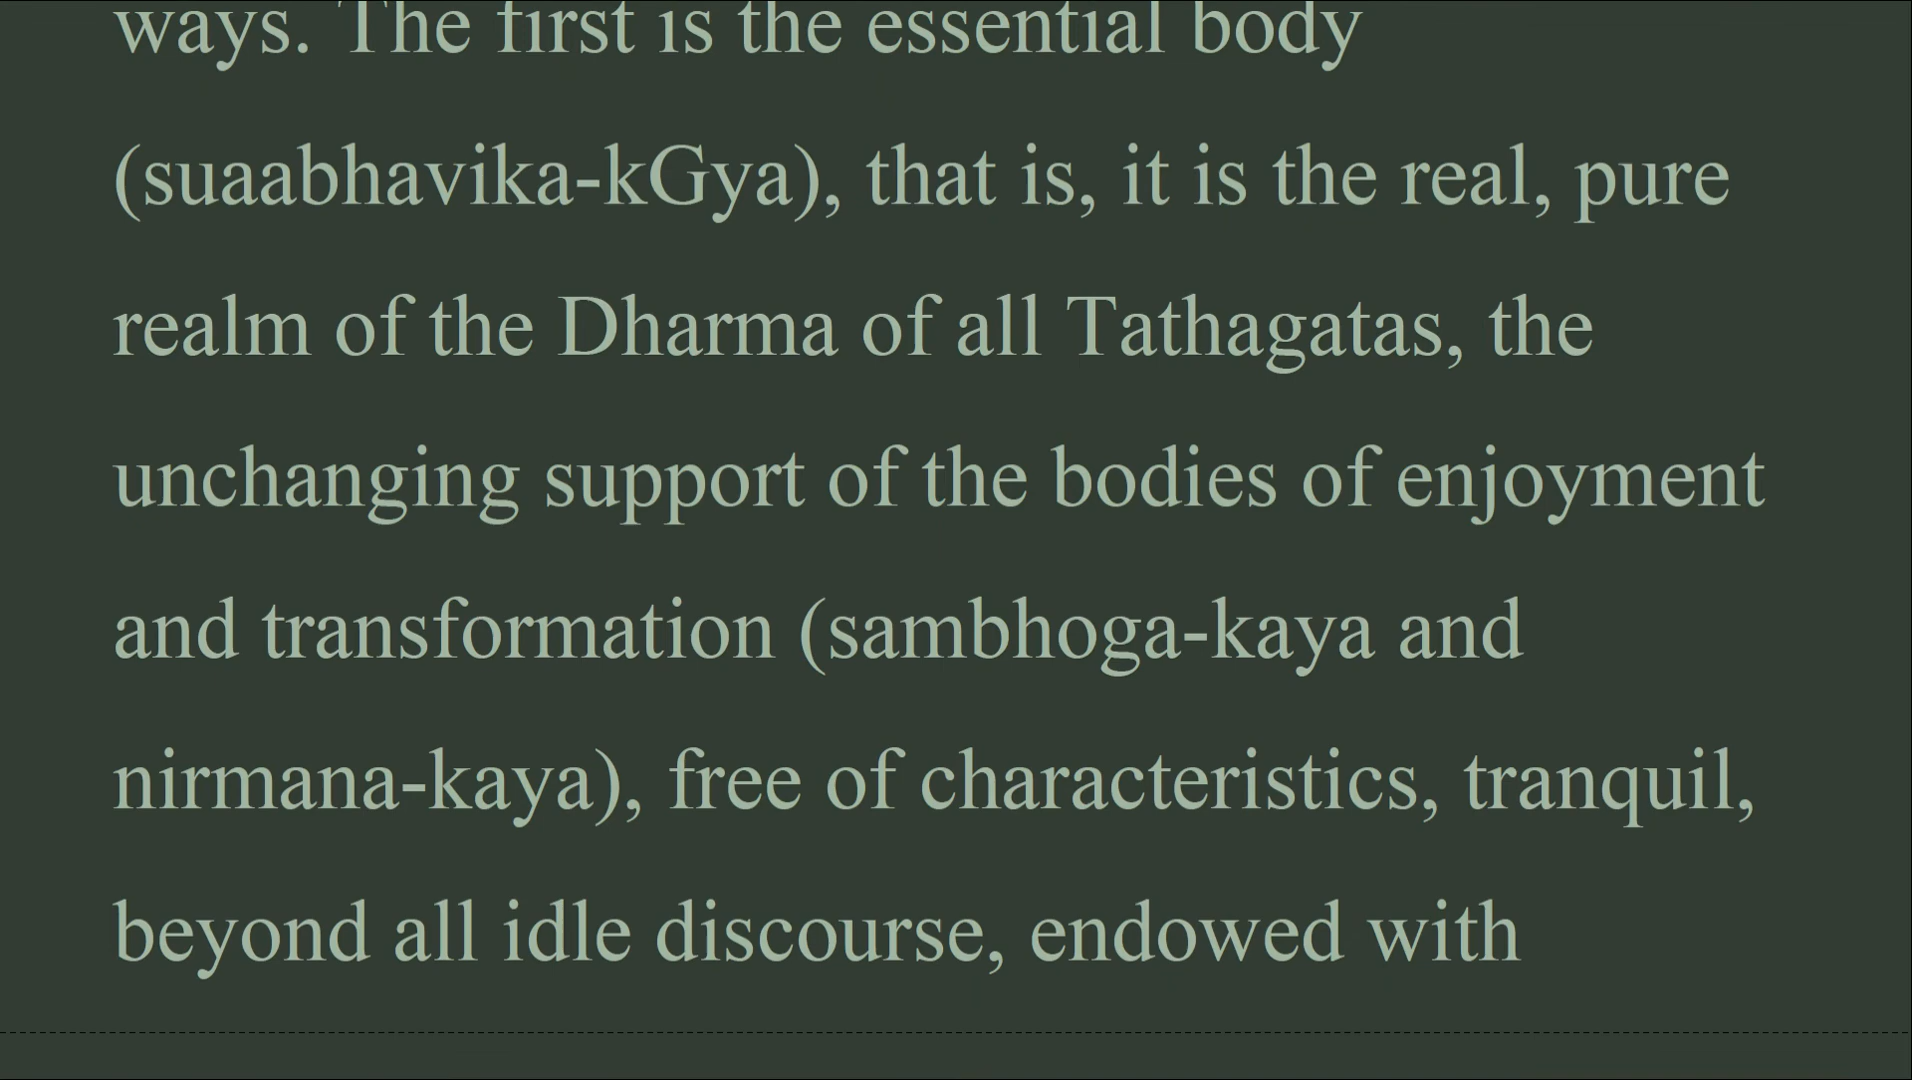 ways. The first is the essential body
(suaabhavika-kGya), that is, it is the real, pure
realm of the Dharma of all Tathagatas, the
unchanging support of the bodies of enjoyment
and transformation (sambhoga-kaya and
nirmana-kaya), free of characteristics, tranquil,
beyond all idle discourse, endowed with